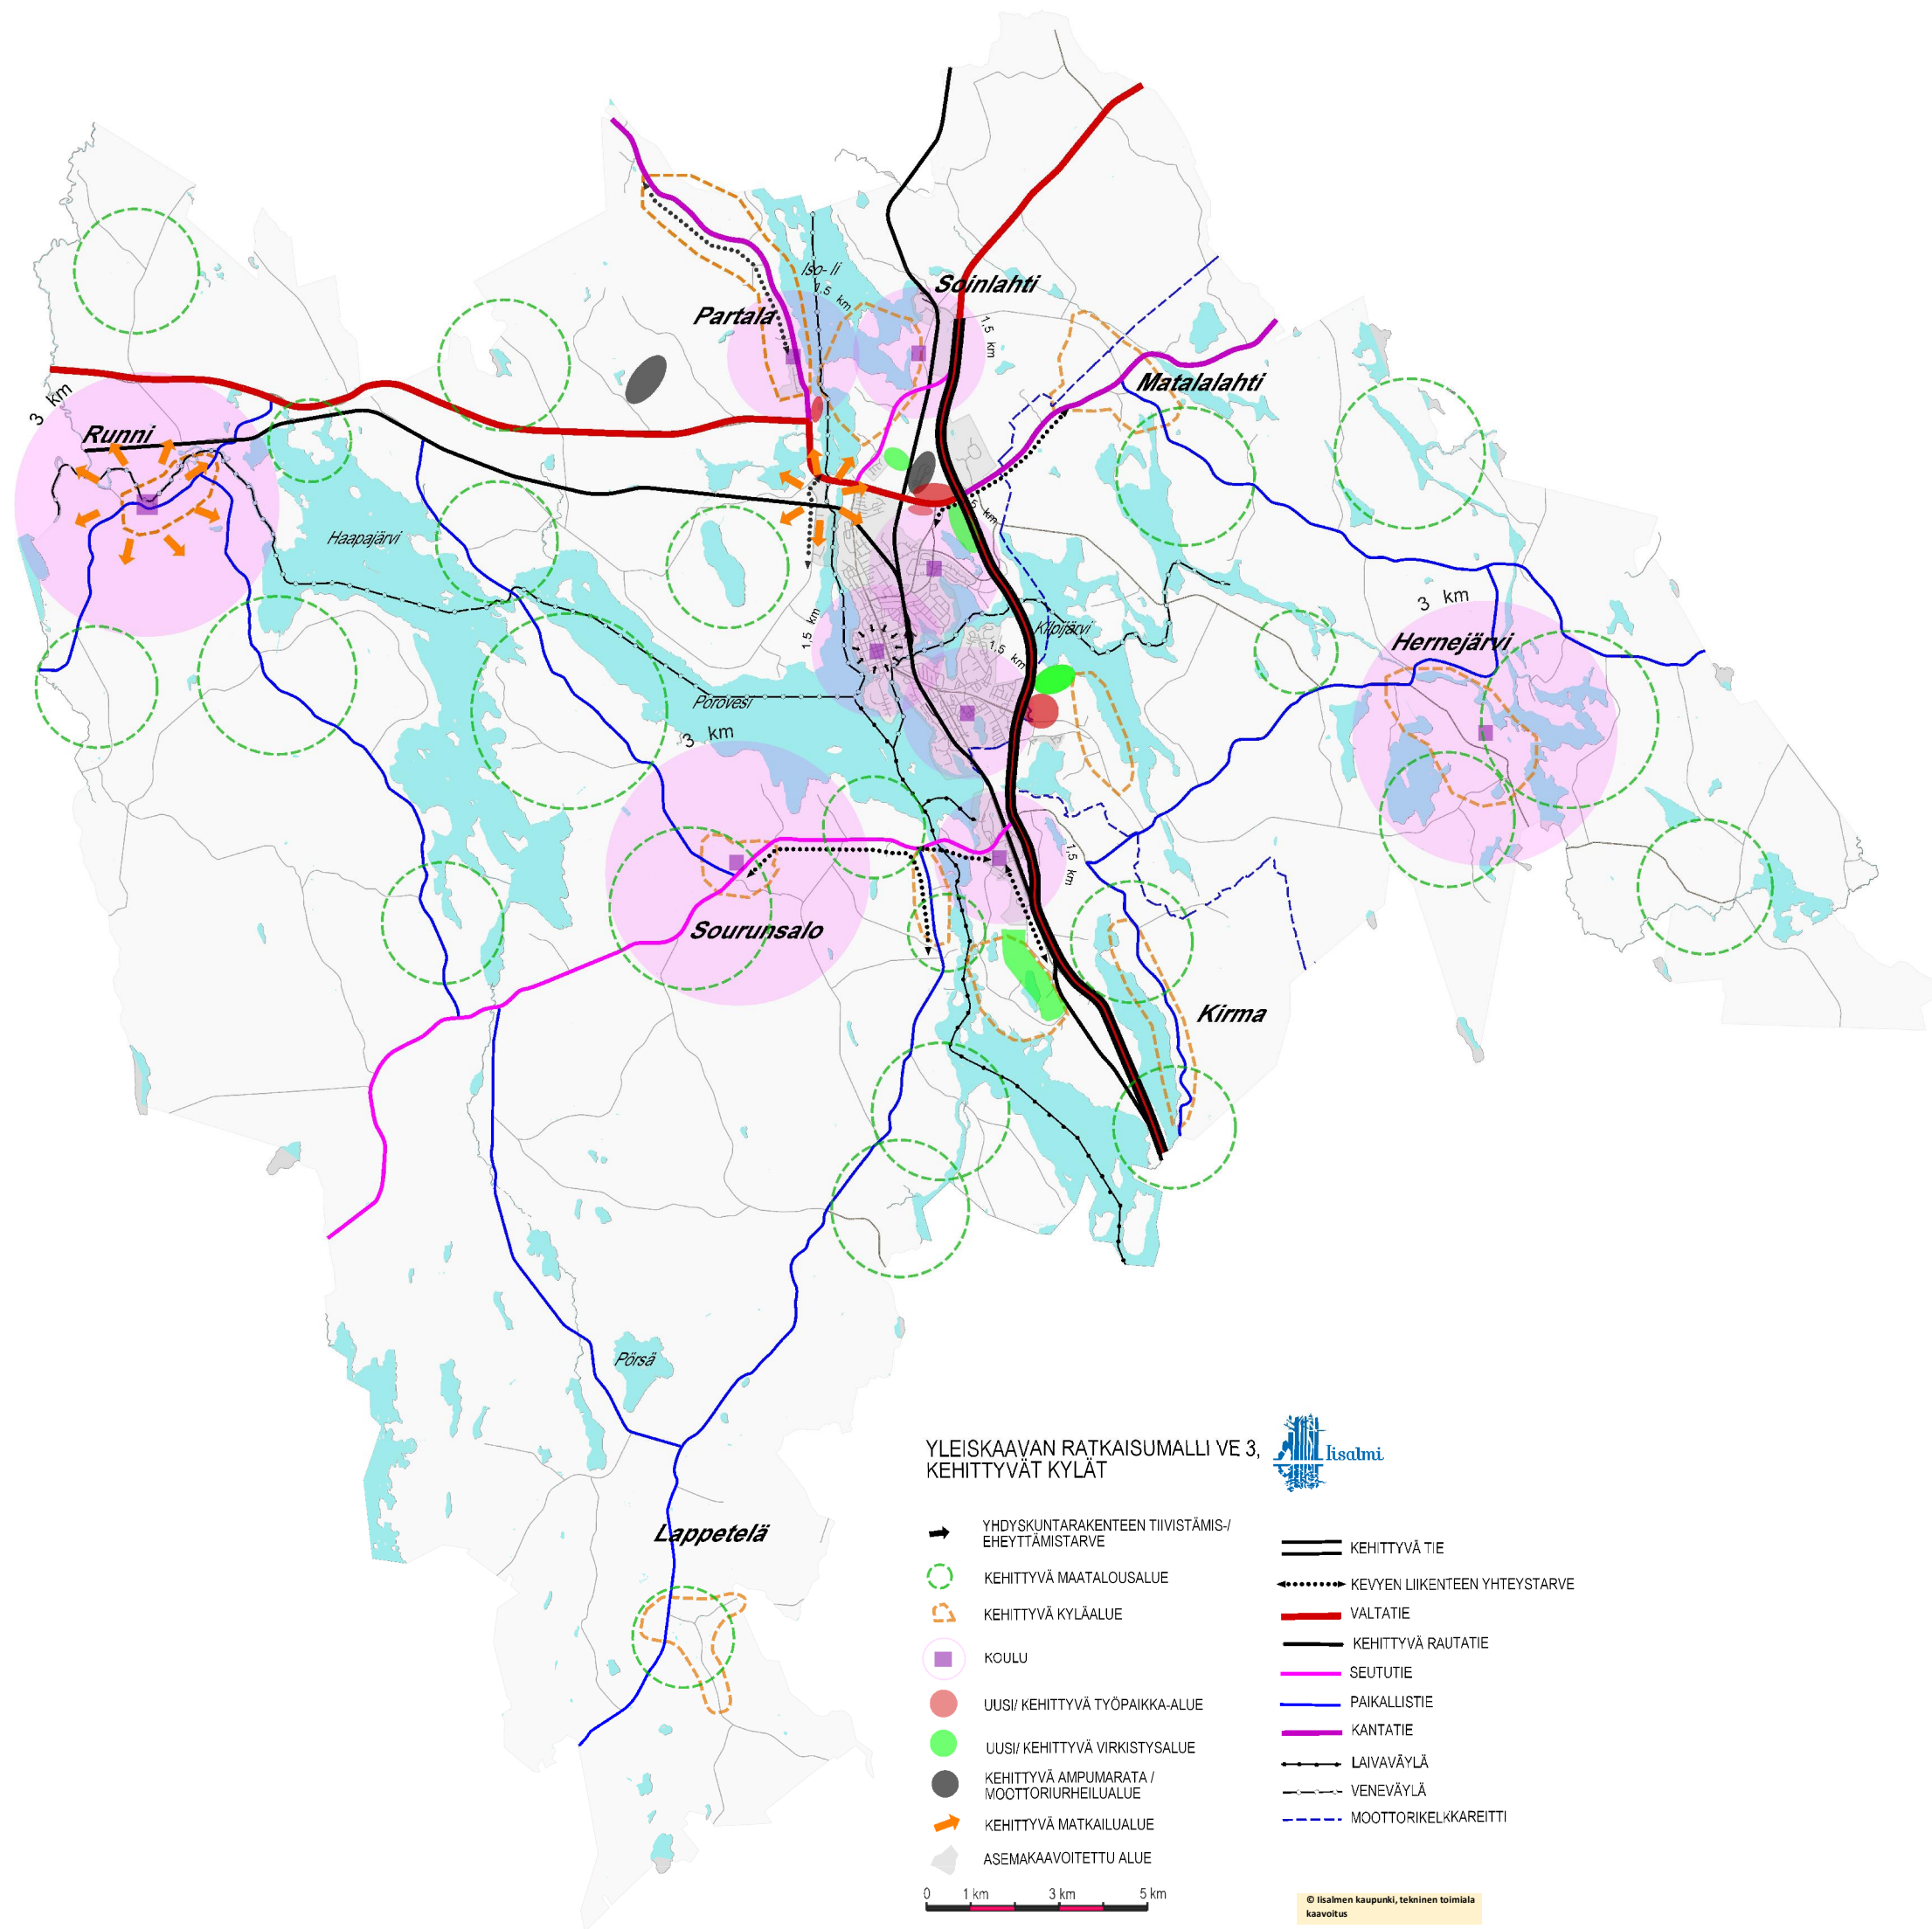 Iso- Ii
1,5 km
Soinlahti
Partala
1,5 km
Matalalahti
3 km
Runni
Haapajärvi
km
3 km
Hernejärvi
1,5 km
Kilpijärvi
1,5 km
Porovesi
3 km
1,5 km
Sourunsalo
Kirma
Pörsä
Lappetelä
YLEISKAAVAN RATKAISUMALLI VE 3,
KEHITTYVÄT KYLÄT
Iisalmi
YHDYSKUNTARAKENTEEN TIIVISTÄMIS-/
EHEYTTÄMISTARVE
KEHITTYVÄ MAATALOUSALUE
KEHITTYVÄ KYLÄALUE
KOULU
UUSI/ KEHITTYVÄ TYÖPAIKKA-ALUE
UUSI/ KEHITTYVÄ VIRKISTYSALUE
KEHITTYVÄ AMPUMARATA /
MOOTTORIURHEILUALUE
KEHITTYVÄ MATKAILUALUE
ASEMAKAAVOITETTU ALUE
0 1 km 3 km 5 km
KEHITTYVÄ TIE
KEVYEN LIIKENTEEN YHTEYSTARVE
VALTATIE
KEHITTYVÄ RAUTATIE
SEUTUTIE
PAIKALLISTIE
KANTATIE
LAIVAVÄYLÄ
VENEVÄYLÄ
MOOTTORIKELKKAREITTI
© Iisalmen kaupunki, tekninen toimiala
kaavoitus